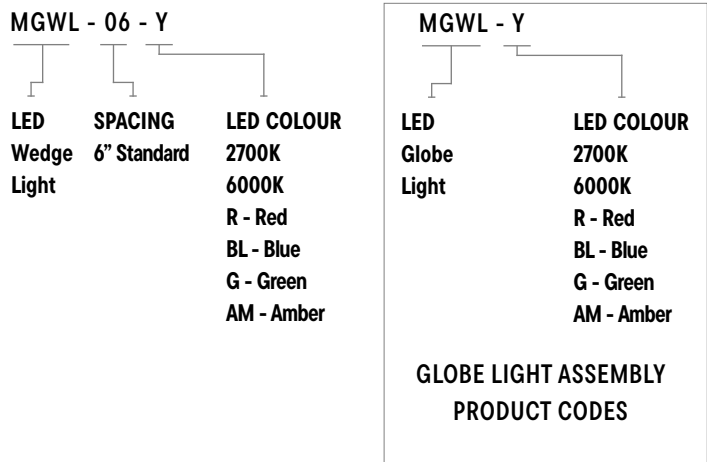 MGWL - 06 - Y
LED SPACING LED COLOUR
Wedge 6” Standard 2700K
Light 6000K
R - Red
BL - Blue
G - Green
AM - Amber
MGWL - Y
LED LED COLOUR
Globe 2700K
Light 6000K
R - Red
BL - Blue
G - Green
AM - Amber
GLOBE LIGHT ASSEMBLY
PRODUCT CODES